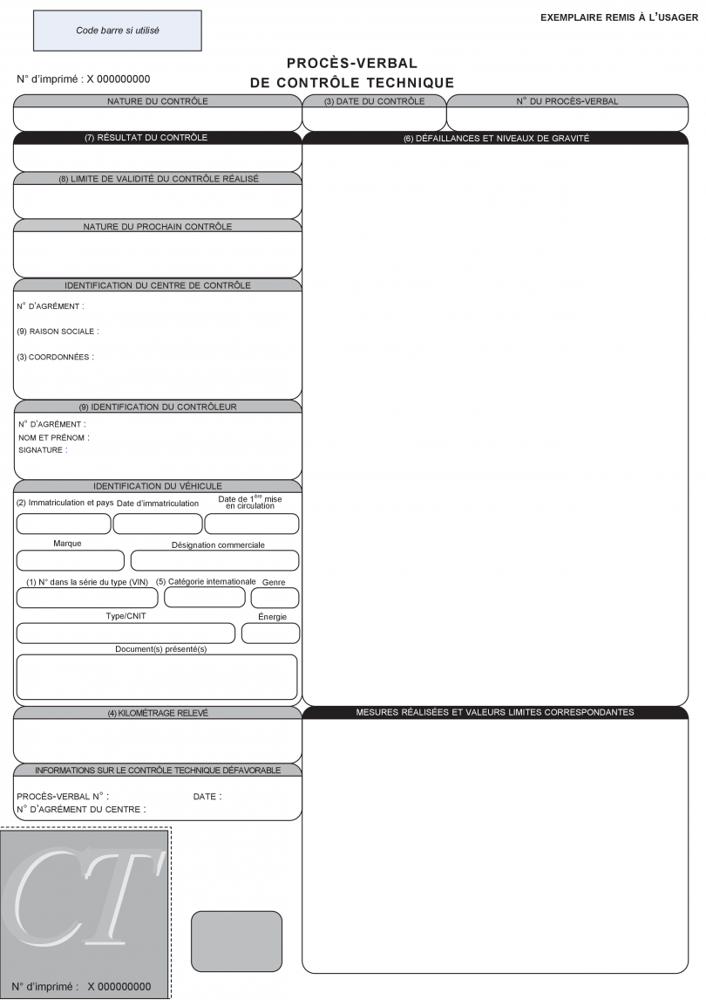 EXEMPLAIRE REMIS À L'USAGER
Code barre si utilisé
N° d'imprimé : X 000000000
PROCÈS-VERBAL
DE CONTRÔLE TECHNIQUE
NATURE DU CONTRÔLE
(3) DATE DU CONTRÔLE
N° DU PROCÈS-VERBAL
(7) RÉSULTAT DU CONTRÔLE
(6) DÉFAILLANCES ET NIVEAUX DE GRAVITÉ
(8) LIMITE DE VALIDITÉ DU CONTRÔLE RÉALISÉ
NATURE DU PROCHAIN CONTRÔLE
IDENTIFICATION DU CENTRE DE CONTRÔLE
N° D'AGRÉMENT :
(9) RAISON SOCIALE :
(3) COORDONNÉES :
(9) IDENTIFICATION DU CONTRÔLEUR
N° D'AGRÉMENT :
NOM ET PRÉNOM :
SIGNATURE :
IDENTIFICATION DU VÉHICULE
(2) Immatriculation et pays
Date d'immatriculation
Date de 1ère mise
en circulation
Marque
Désignation commerciale
(1) N° dans la série du type (VIN)
(5) Catégorie internationale
Genre
Type/CNIT
Énergie
Document(s) présenté(s)
(4) KILOMÉTRAGE RELEVÉ
MESURES RÉALISÉES ET VALEURS LIMITES CORRESPONDANTES
INFORMATIONS SUR LE CONTRÔLE TECHNIQUE DÉFAVORABLE
PROCÈS-VERBAL N° : DATE :
N° D'AGRÉMENT DU CENTRE :
CT
N° d'imprimé : X 000000000